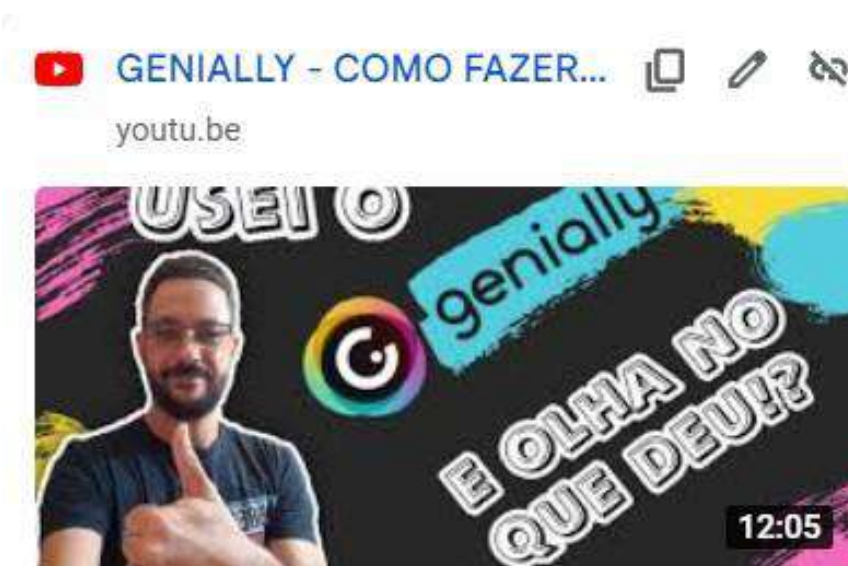 GENIALLY - COMO FAZER...
youtu.be
USEI O
genially
E OLHA NO
QUE DEU!?
12:05